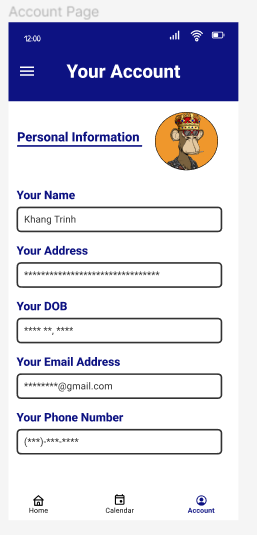 Account Page
12:00
Your Account
Personal Information
Your Name
Khang Trinh
Your Address
********************************
Your DOB
**** **, ****
Your Email Address
********@gmail.com
Your Phone Number
(***)-***-****
Home Calendar Account